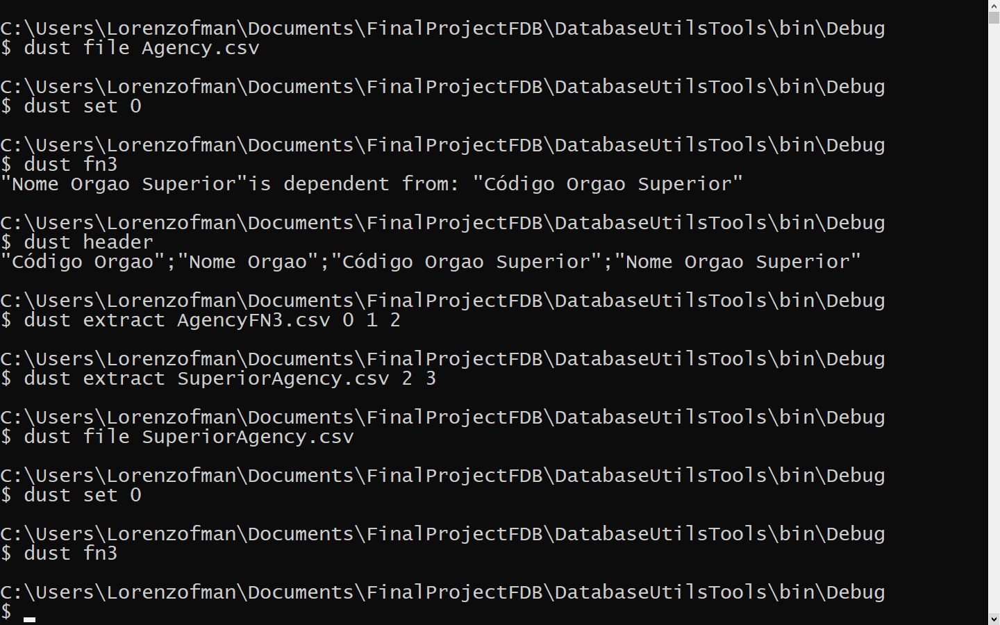 C:\Users\Lorenzofman\Documents\FinalProjectFDB\DatabaseUtilsTools\bin\Debug
$ dust file Agency.csv
C:\Users\Lorenzofman\Documents\FinalProjectFDB\DatabaseUtilsTools\bin\Debug
$ dust set 0
C:\Users\Lorenzofman\Documents\FinalProjectFDB\DatabaseUtilsTools\bin\Debug
$ dust fn3
"Nome Orgao Superior"is dependent from: "Código Orgao Superior"
C:\Users\Lorenzofman\Documents\FinalProjectFDB\DatabaseUtilsTools\bin\Debug
$ dust header
"Código Orgao";"Nome Orgao";"Código Orgao Superior";"Nome Orgao Superior"
C:\Users\Lorenzofman\Documents\FinalProjectFDB\DatabaseUtilsTools\bin\Debug
$ dust extract AgencyFN3.csv 0 1 2
C:\Users\Lorenzofman\Documents\FinalProjectFDB\DatabaseUtilsTools\bin\Debug
$ dust extract SuperiorAgency.csv 2 3
C:\Users\Lorenzofman\Documents\FinalProjectFDB\DatabaseUtilsTools\bin\Debug
$ dust file SuperiorAgency.csv
C:\Users\Lorenzofman\Documents\FinalProjectFDB\DatabaseUtilsTools\bin\Debug
$ dust set 0
C:\Users\Lorenzofman\Documents\FinalProjectFDB\DatabaseUtilsTools\bin\Debug
$ dust fn3
C:\Users\Lorenzofman\Documents\FinalProjectFDB\DatabaseUtilsTools\bin\Debug
$